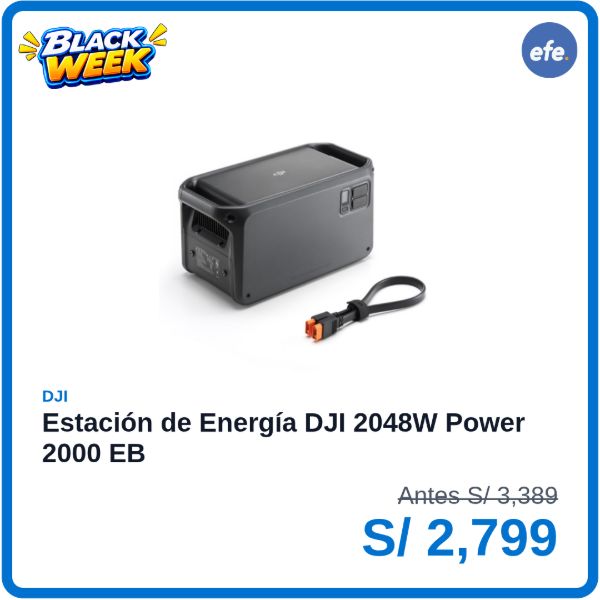 BLACK
WEEK
efe.
DJI
Estación de Energía DJI 2048W Power
2000 EB
Antes S/ 3,389
S/ 2,799